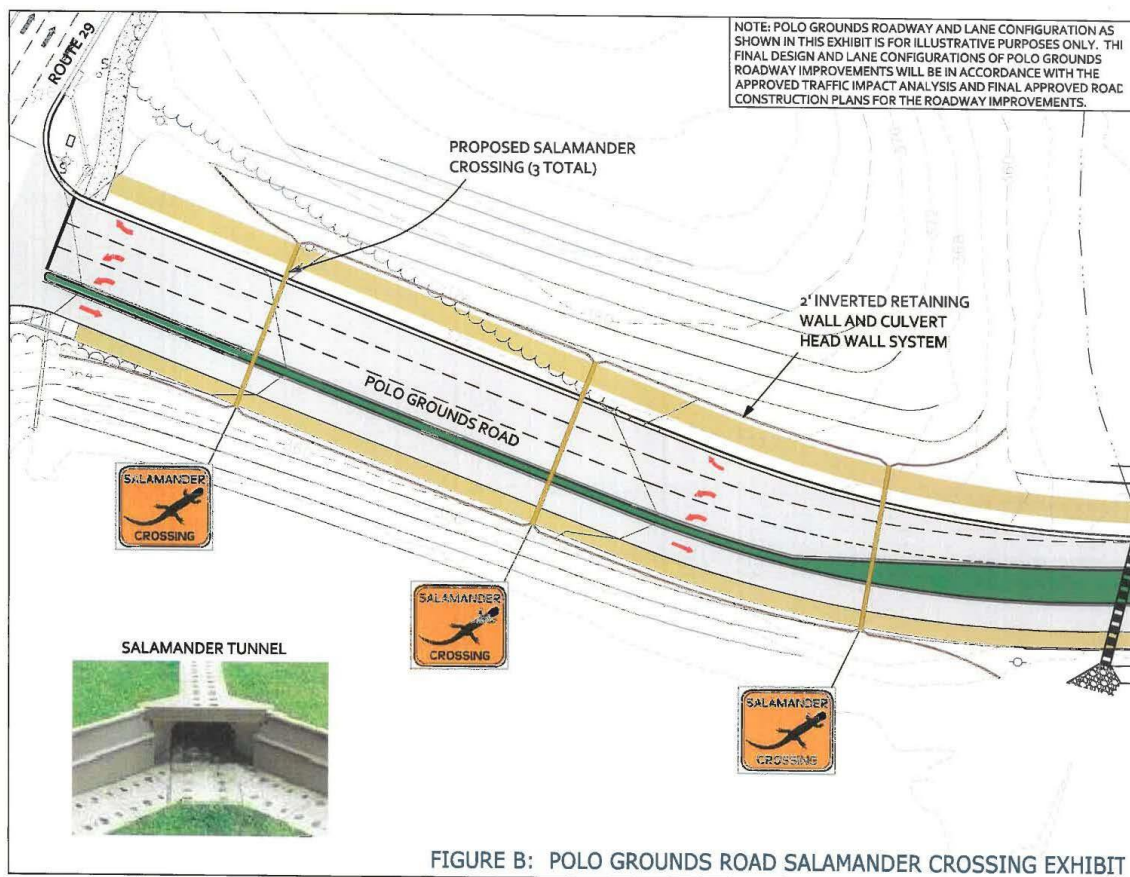 NOTE: POLO GROUNDS ROADWAY AND LANE CONFIGURATION AS
SHOWN IN THIS EXHIBIT IS FOR ILLUSTRATIVE PURPOSES ONLY. THI
FINAL DESIGN AND LANE CONFIGURATIONS OF POLO GROUNDS
ROADWAY IMPROVEMENTS WILL BE IN ACCORDANCE WITH THE
APPROVED TRAFFIC IMPACT ANALYSIS AND FINAL APPROVED ROAD
CONSTRUCTION PLANS FOR THE ROADWAY IMPROVEMENTS.
ROUTE 29
S
S
PROPOSED SALAMANDER
CROSSING (3 TOTAL)
2' INVERTED RETAINING
WALL AND CULVERT
HEAD WALL SYSTEM
POLO GROUNDS ROAD
SALAMANDER
CROSSING
SALAMANDER
CROSSING
SALAMANDER
CROSSING
SALAMANDER TUNNEL
FIGURE B: POLO GROUNDS ROAD SALAMANDER CROSSING EXHIBIT